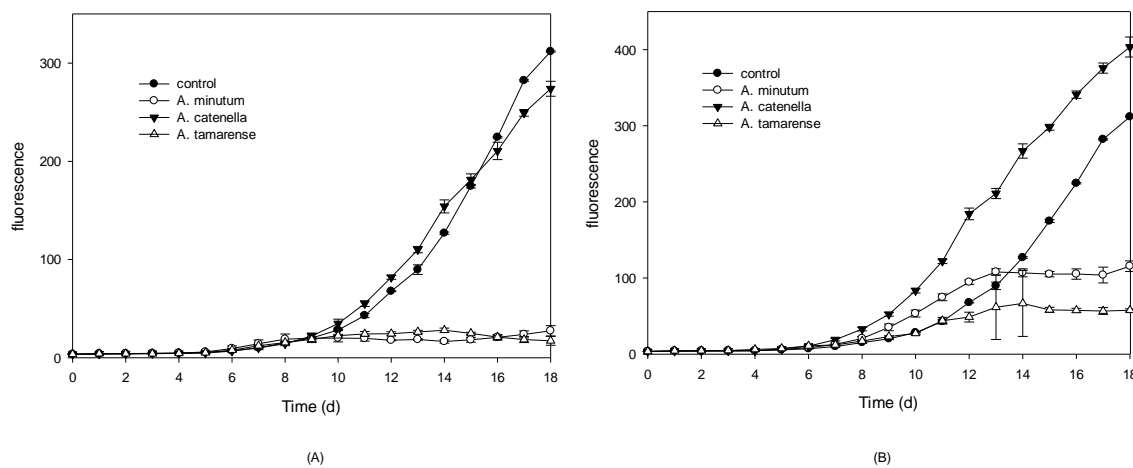 fluorescence
300
200
100
0
control
A. minutum
A. catenella
A. tamarense
0 2 4 6 8 10 12 14 16 18
Time (d)
(A)
fluorescence
400
300
200
100
0
control
A. minutum
A. catenella
A. tamarense
0 2 4 6 8 10 12 14 16 18
Time (d)
(B)